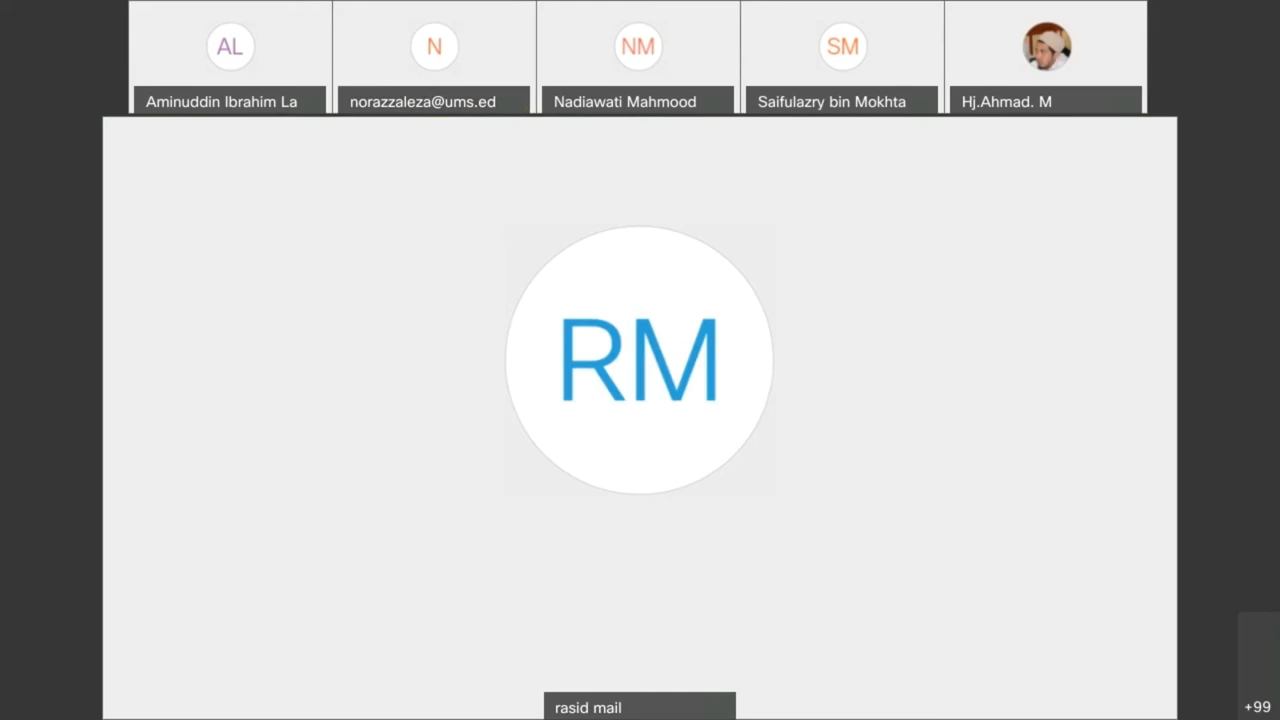 AL
N
NM
SM
Aminuddin Ibrahim La
norazzaleza@ums.ed
Nadiawati Mahmood
Saifulazry bin Mokhta
Hj.Ahmad. M
RM
rasid mail
+99